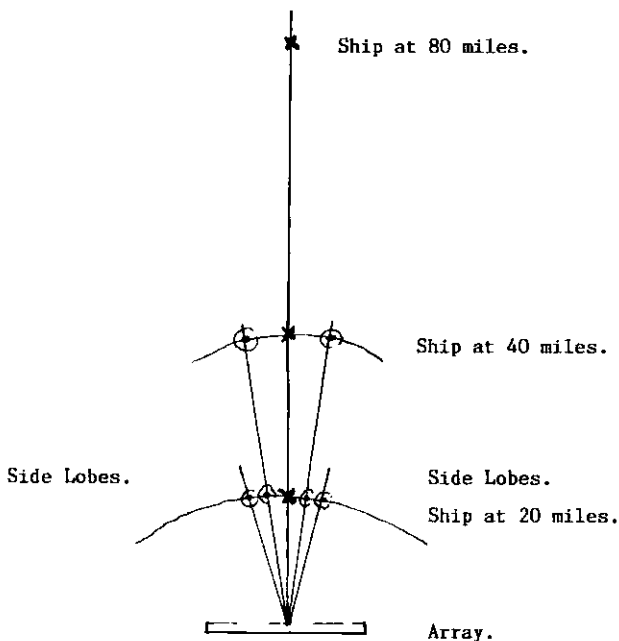 Ship at 80 miles.
Ship at 40 miles.
Side Lobes.
Side Lobes.
Ship at 20 miles.
Array.